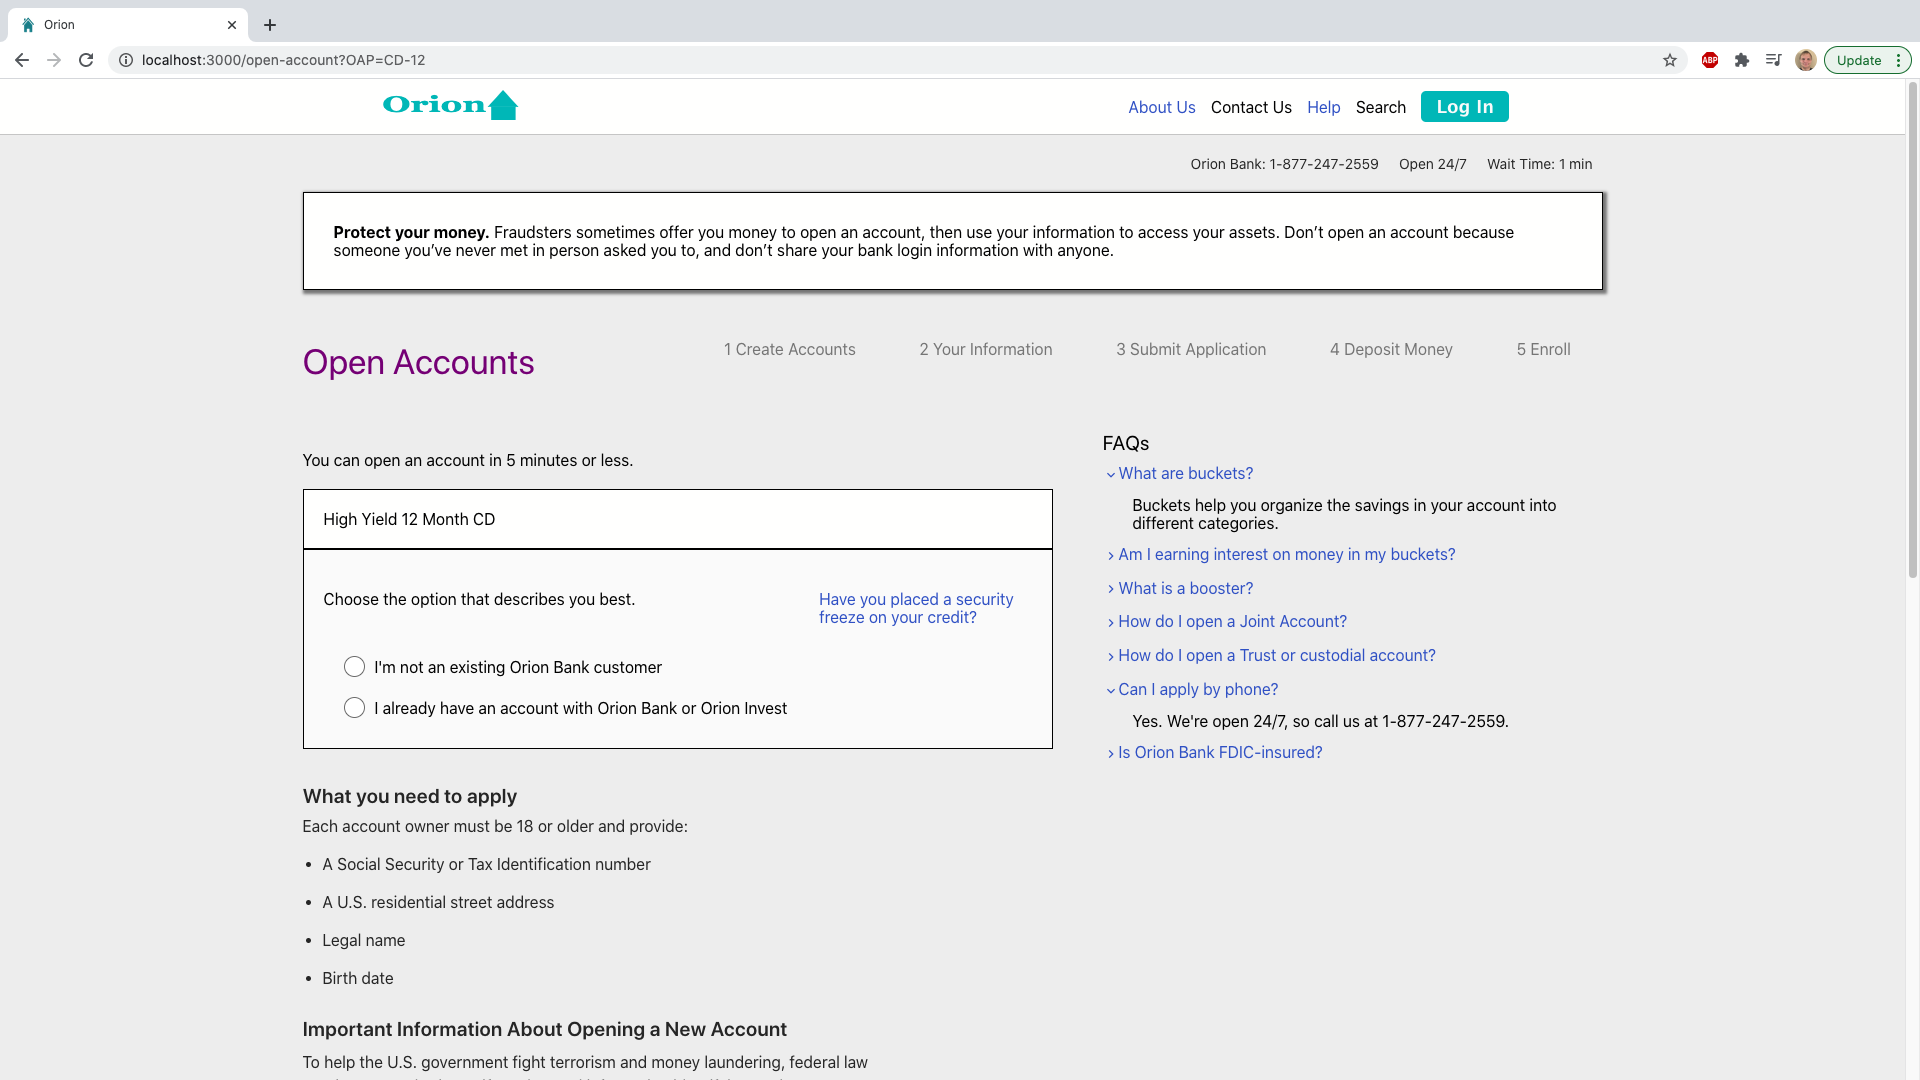 Orion
localhost:3000/open-account?OAP=CD-12
ABP
Update
Orion
About Us
Contact Us
Help
Search
Log In
Orion Bank: 1-877-247-2559
Open 24/7
Wait Time: 1 min
Protect your money. Fraudsters sometimes offer you money to open an account, then use your information to access your assets. Don’t open an account because
someone you’ve never met in person asked you to, and don’t share your bank login information with anyone.
Open Accounts
1 Create Accounts
2 Your Information
3 Submit Application
4 Deposit Money
5 Enroll
You can open an account in 5 minutes or less.
High Yield 12 Month CD
Choose the option that describes you best.
Have you placed a security
freeze on your credit?
I'm not an existing Orion Bank customer
I already have an account with Orion Bank or Orion Invest
What you need to apply
Each account owner must be 18 or older and provide:
• A Social Security or Tax Identification number
• A U.S. residential street address
• Legal name
• Birth date
Important Information About Opening a New Account
To help the U.S. government fight terrorism and money laundering, federal law
FAQs
What are buckets?
Buckets help you organize the savings in your account into
different categories.
Am I earning interest on money in my buckets?
What is a booster?
How do I open a Joint Account?
How do I open a Trust or custodial account?
Can I apply by phone?
Yes. We're open 24/7, so call us at 1-877-247-2559.
Is Orion Bank FDIC-insured?